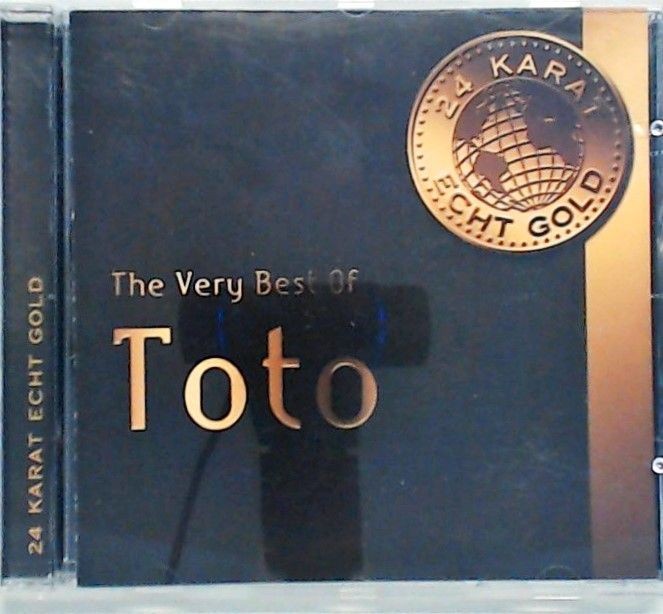 24 KARAT
ECHT GOLD
The Very Best Of
Toto
24 KARAT ECHT GOLD